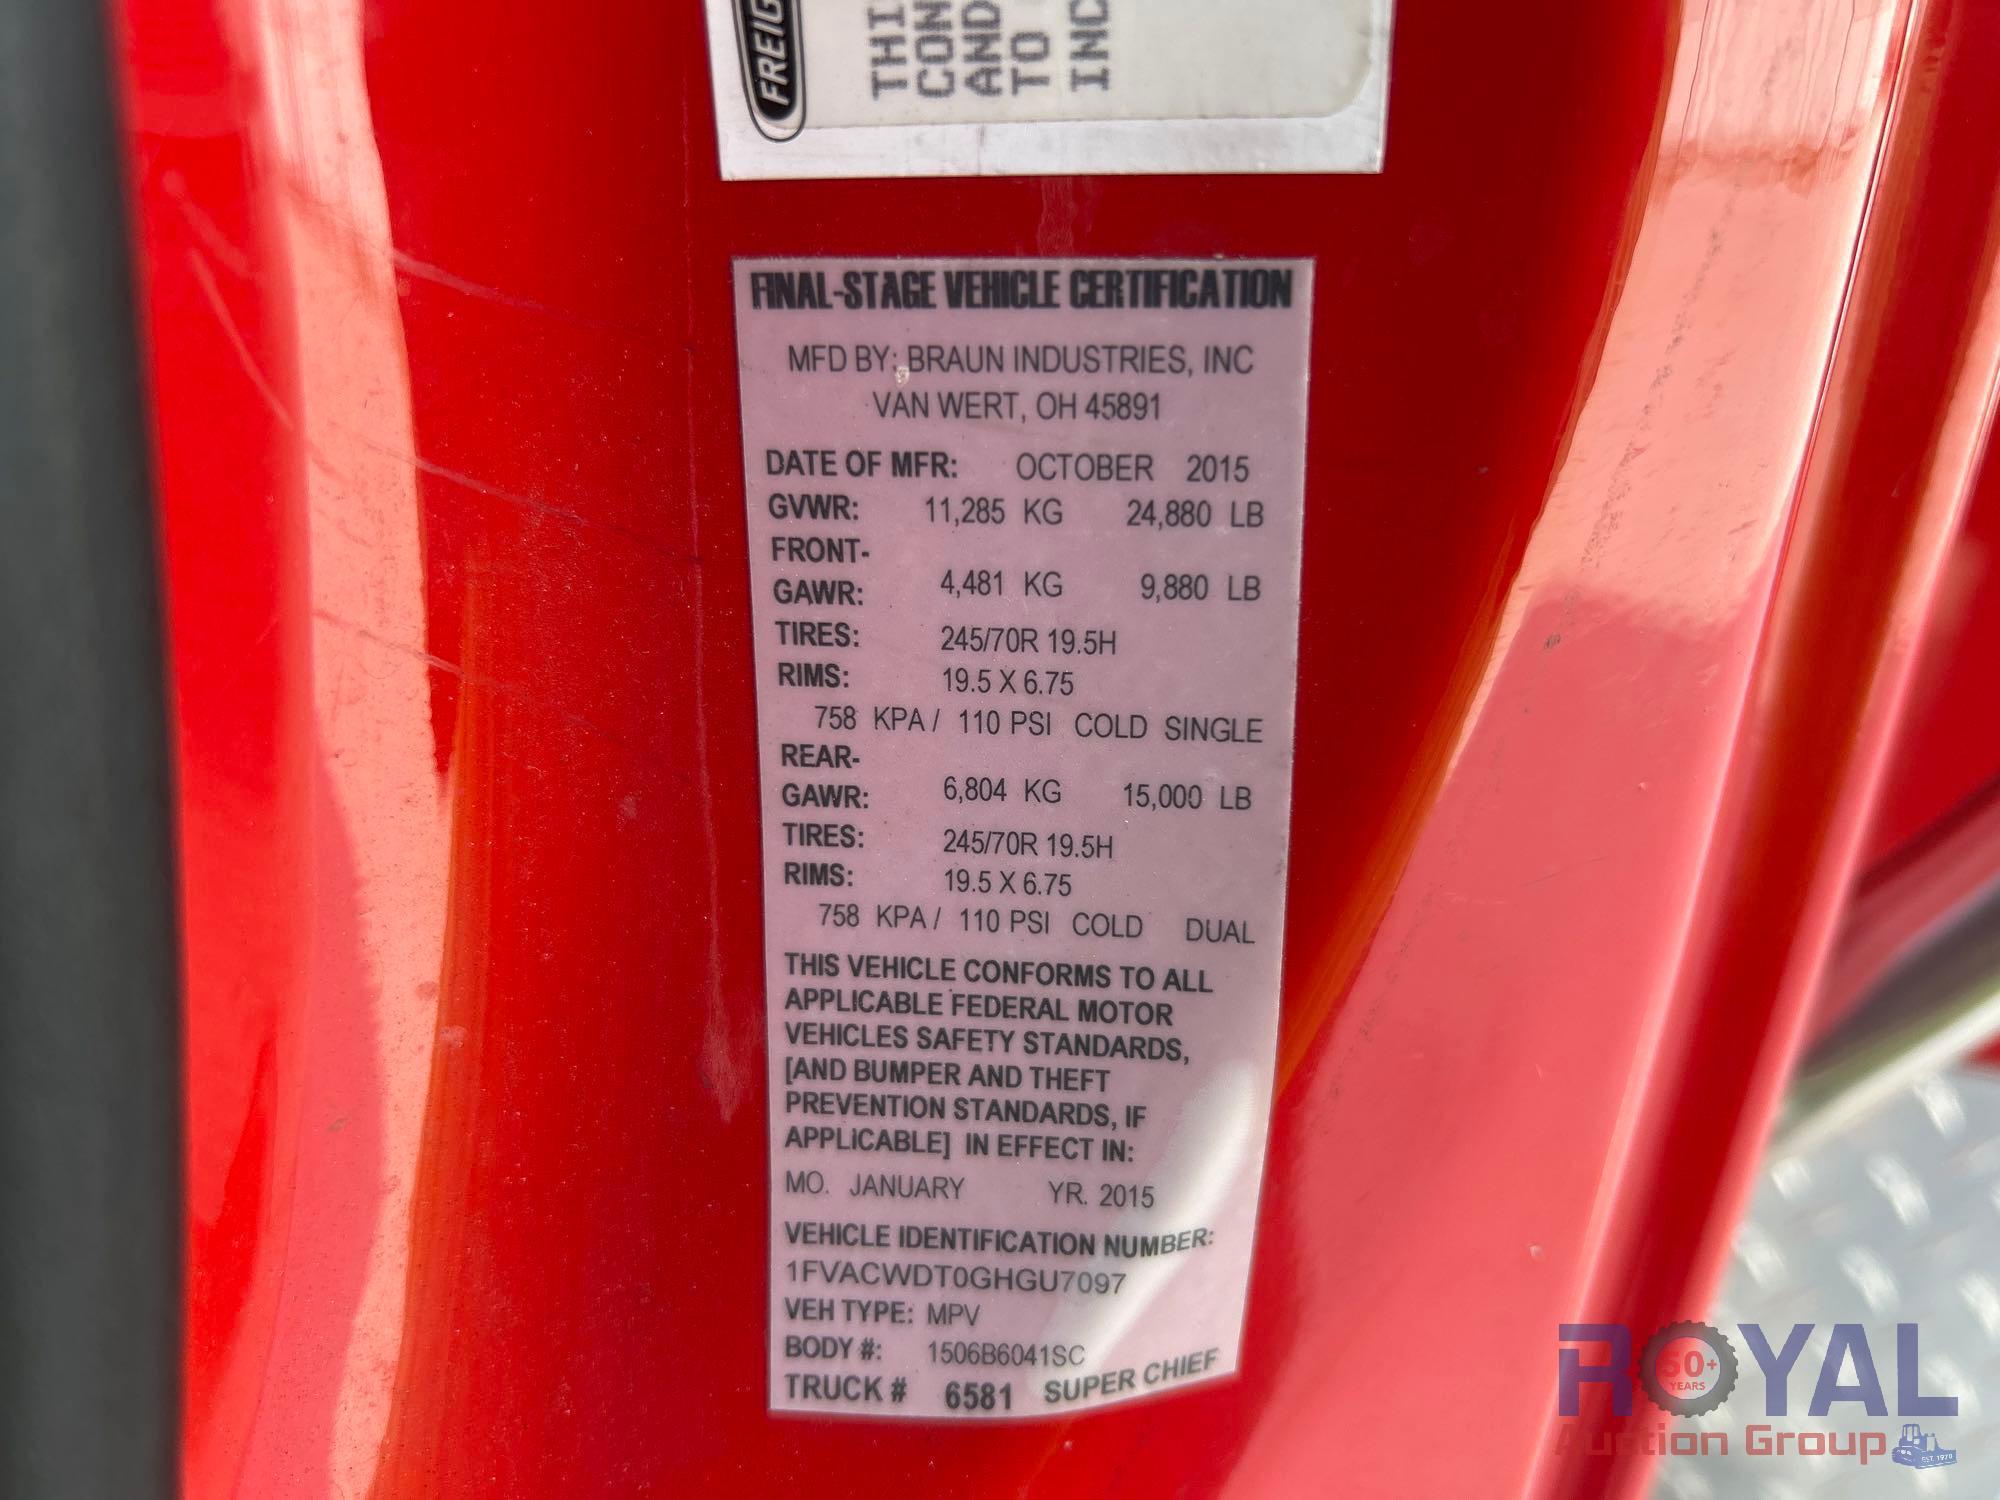 FREIG
THI
CON
AND
TO
INC
FINAL-STAGE VEHICLE CERTIFICATION
MFD BY: BRAUN INDUSTRIES, INC
VAN WERT, OH 45891
DATE OF MFR: OCTOBER 2015
GVWR: 11,285 KG 24,880 LB
FRONT-
GAWR: 4,481 KG 9,880 LB
TIRES: 245/70R 19.5H
RIMS: 19.5 X 6.75
758 KPA / 110 PSI COLD SINGLE
REAR-
GAWR: 6,804 KG 15,000 LB
TIRES: 245/70R 19.5H
RIMS: 19.5 X 6.75
758 KPA / 110 PSI COLD DUAL
THIS VEHICLE CONFORMS TO ALL
APPLICABLE FEDERAL MOTOR
VEHICLES SAFETY STANDARDS,
[AND BUMPER AND THEFT
PREVENTION STANDARDS, IF
APPLICABLE] IN EFFECT IN:
MO. JANUARY YR. 2015
VEHICLE IDENTIFICATION NUMBER:
1FVACWDT0GHGU7097
VEH TYPE: MPV
BODY #: 1506B6041SC
TRUCK # 6581 SUPER CHIEF
ROYAL
50+
YEARS
Auction Group
EST. 1970